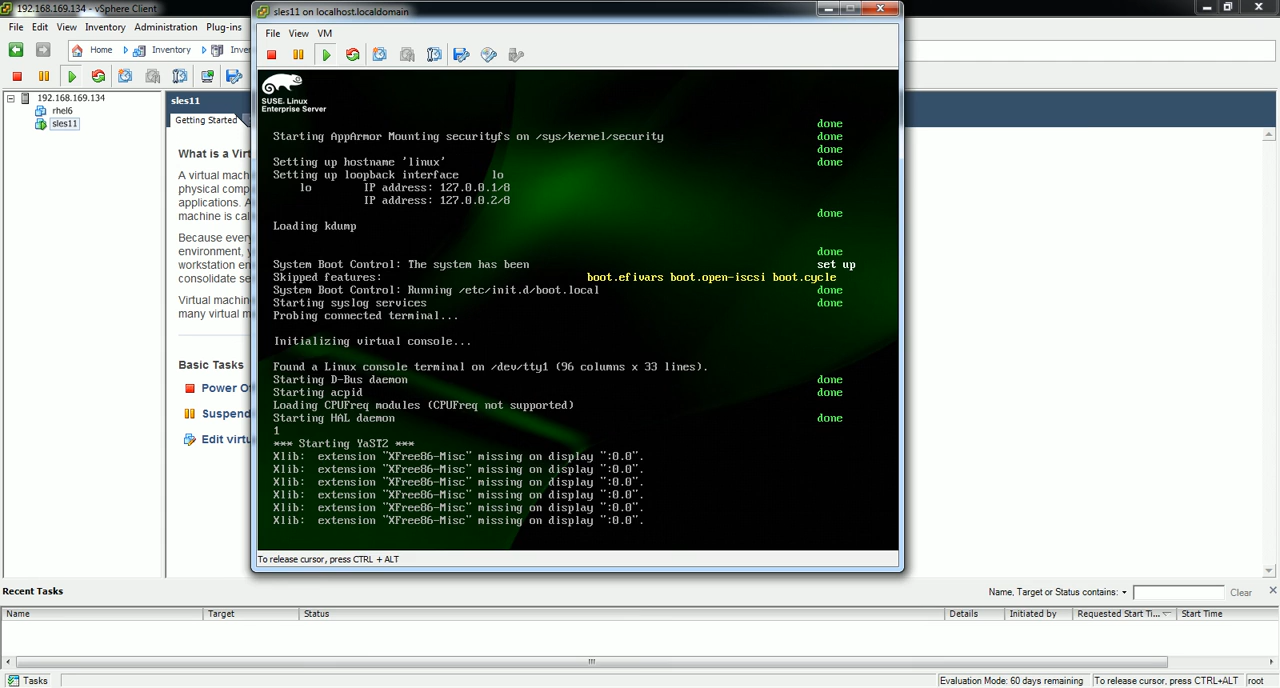 192.168.169.134 - vSphere Client
File Edit View Inventory Administration Plug-ins
Home Inventory Inve
192.168.169.134
rhel6
sles11
sles11
Getting Started
What is a Virt
A virtual mach
physical comp
applications. A
machine is cal
Because every
environment, y
workstation en
consolidate se
Virtual machin
many virtual m
Basic Tasks
Power Of
Suspend
Edit virtu
sles11 on localhost.localdomain
File View VM
SUSE. Linux
Enterprise Server
done
Starting AppArmor Mounting securityfs on /sys/kernel/security done
done
Setting up hostname 'linux' done
Setting up loopback interface lo
lo IP address: 127.0.0.1/8
IP address: 127.0.0.2/8
done
Loading kdump
done
System Boot Control: The system has been set up
Skipped features: boot.efivars boot.open-iscsi boot.cycle
System Boot Control: Running /etc/init.d/boot.local done
Starting syslog services done
Probing connected terminal...
Initializing virtual console...
Found a Linux console terminal on /dev/tty1 (96 columns x 33 lines).
Starting D-Bus daemon done
Starting acpid done
Loading CPUFreq modules (CPUFreq not supported)
Starting HAL daemon done
1
*** Starting YaST2 ***
Xlib: extension "XFree86-Misc" missing on display ":0.0".
Xlib: extension "XFree86-Misc" missing on display ":0.0".
Xlib: extension "XFree86-Misc" missing on display ":0.0".
Xlib: extension "XFree86-Misc" missing on display ":0.0".
Xlib: extension "XFree86-Misc" missing on display ":0.0".
Xlib: extension "XFree86-Misc" missing on display ":0.0".
To release cursor, press CTRL + ALT
Recent Tasks
Name, Target or Status contains: Clear
Name Target Status Details Initiated by Requested Start Ti... Start Time
Tasks
Evaluation Mode: 60 days remaining To release cursor, press CTRL+ALT root